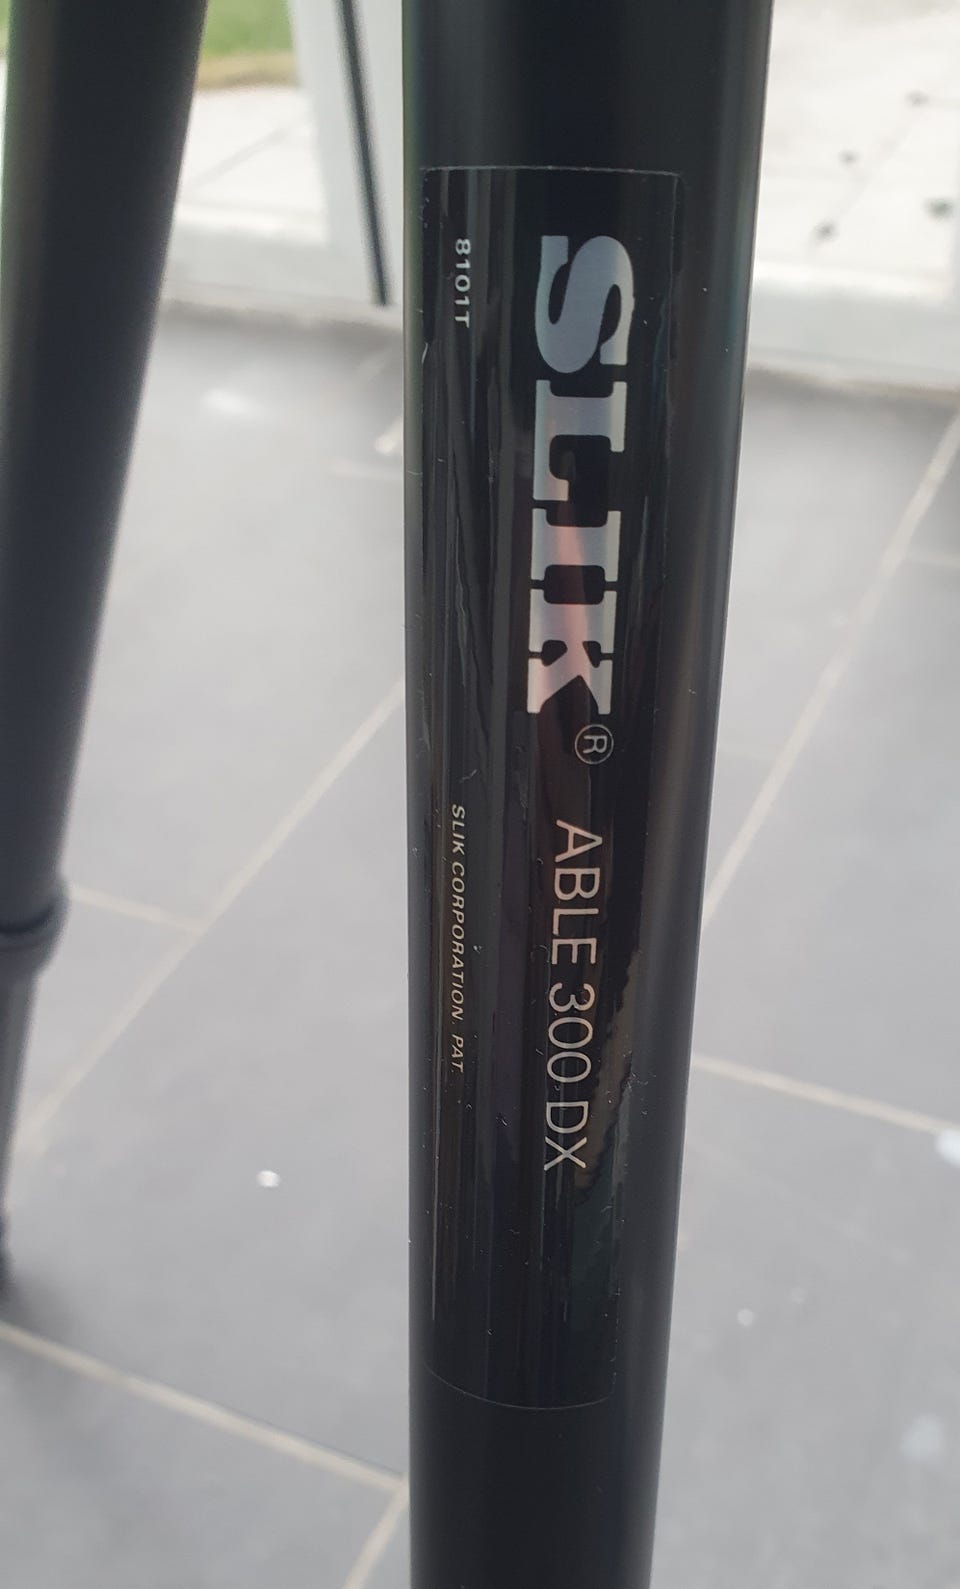 SLIK® ABLE 300 DX
8101T SLIK CORPORATION. PAT.